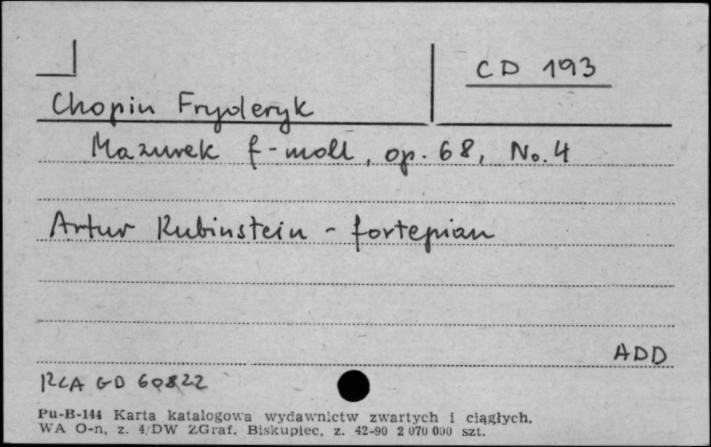 CD 193
Chopin Fryderyk
Mazurek f-moll, op. 68, No. 4
Artur Rubinstein - fortepian
ADD
RCA GD 60822
Pu-B-144 Karta katalogowa wydawnictw zwartych i ciągłych.
WA O-n, z. 4/DW ZGraf. Biskupiec, z. 42-90 2 070 000 szt.